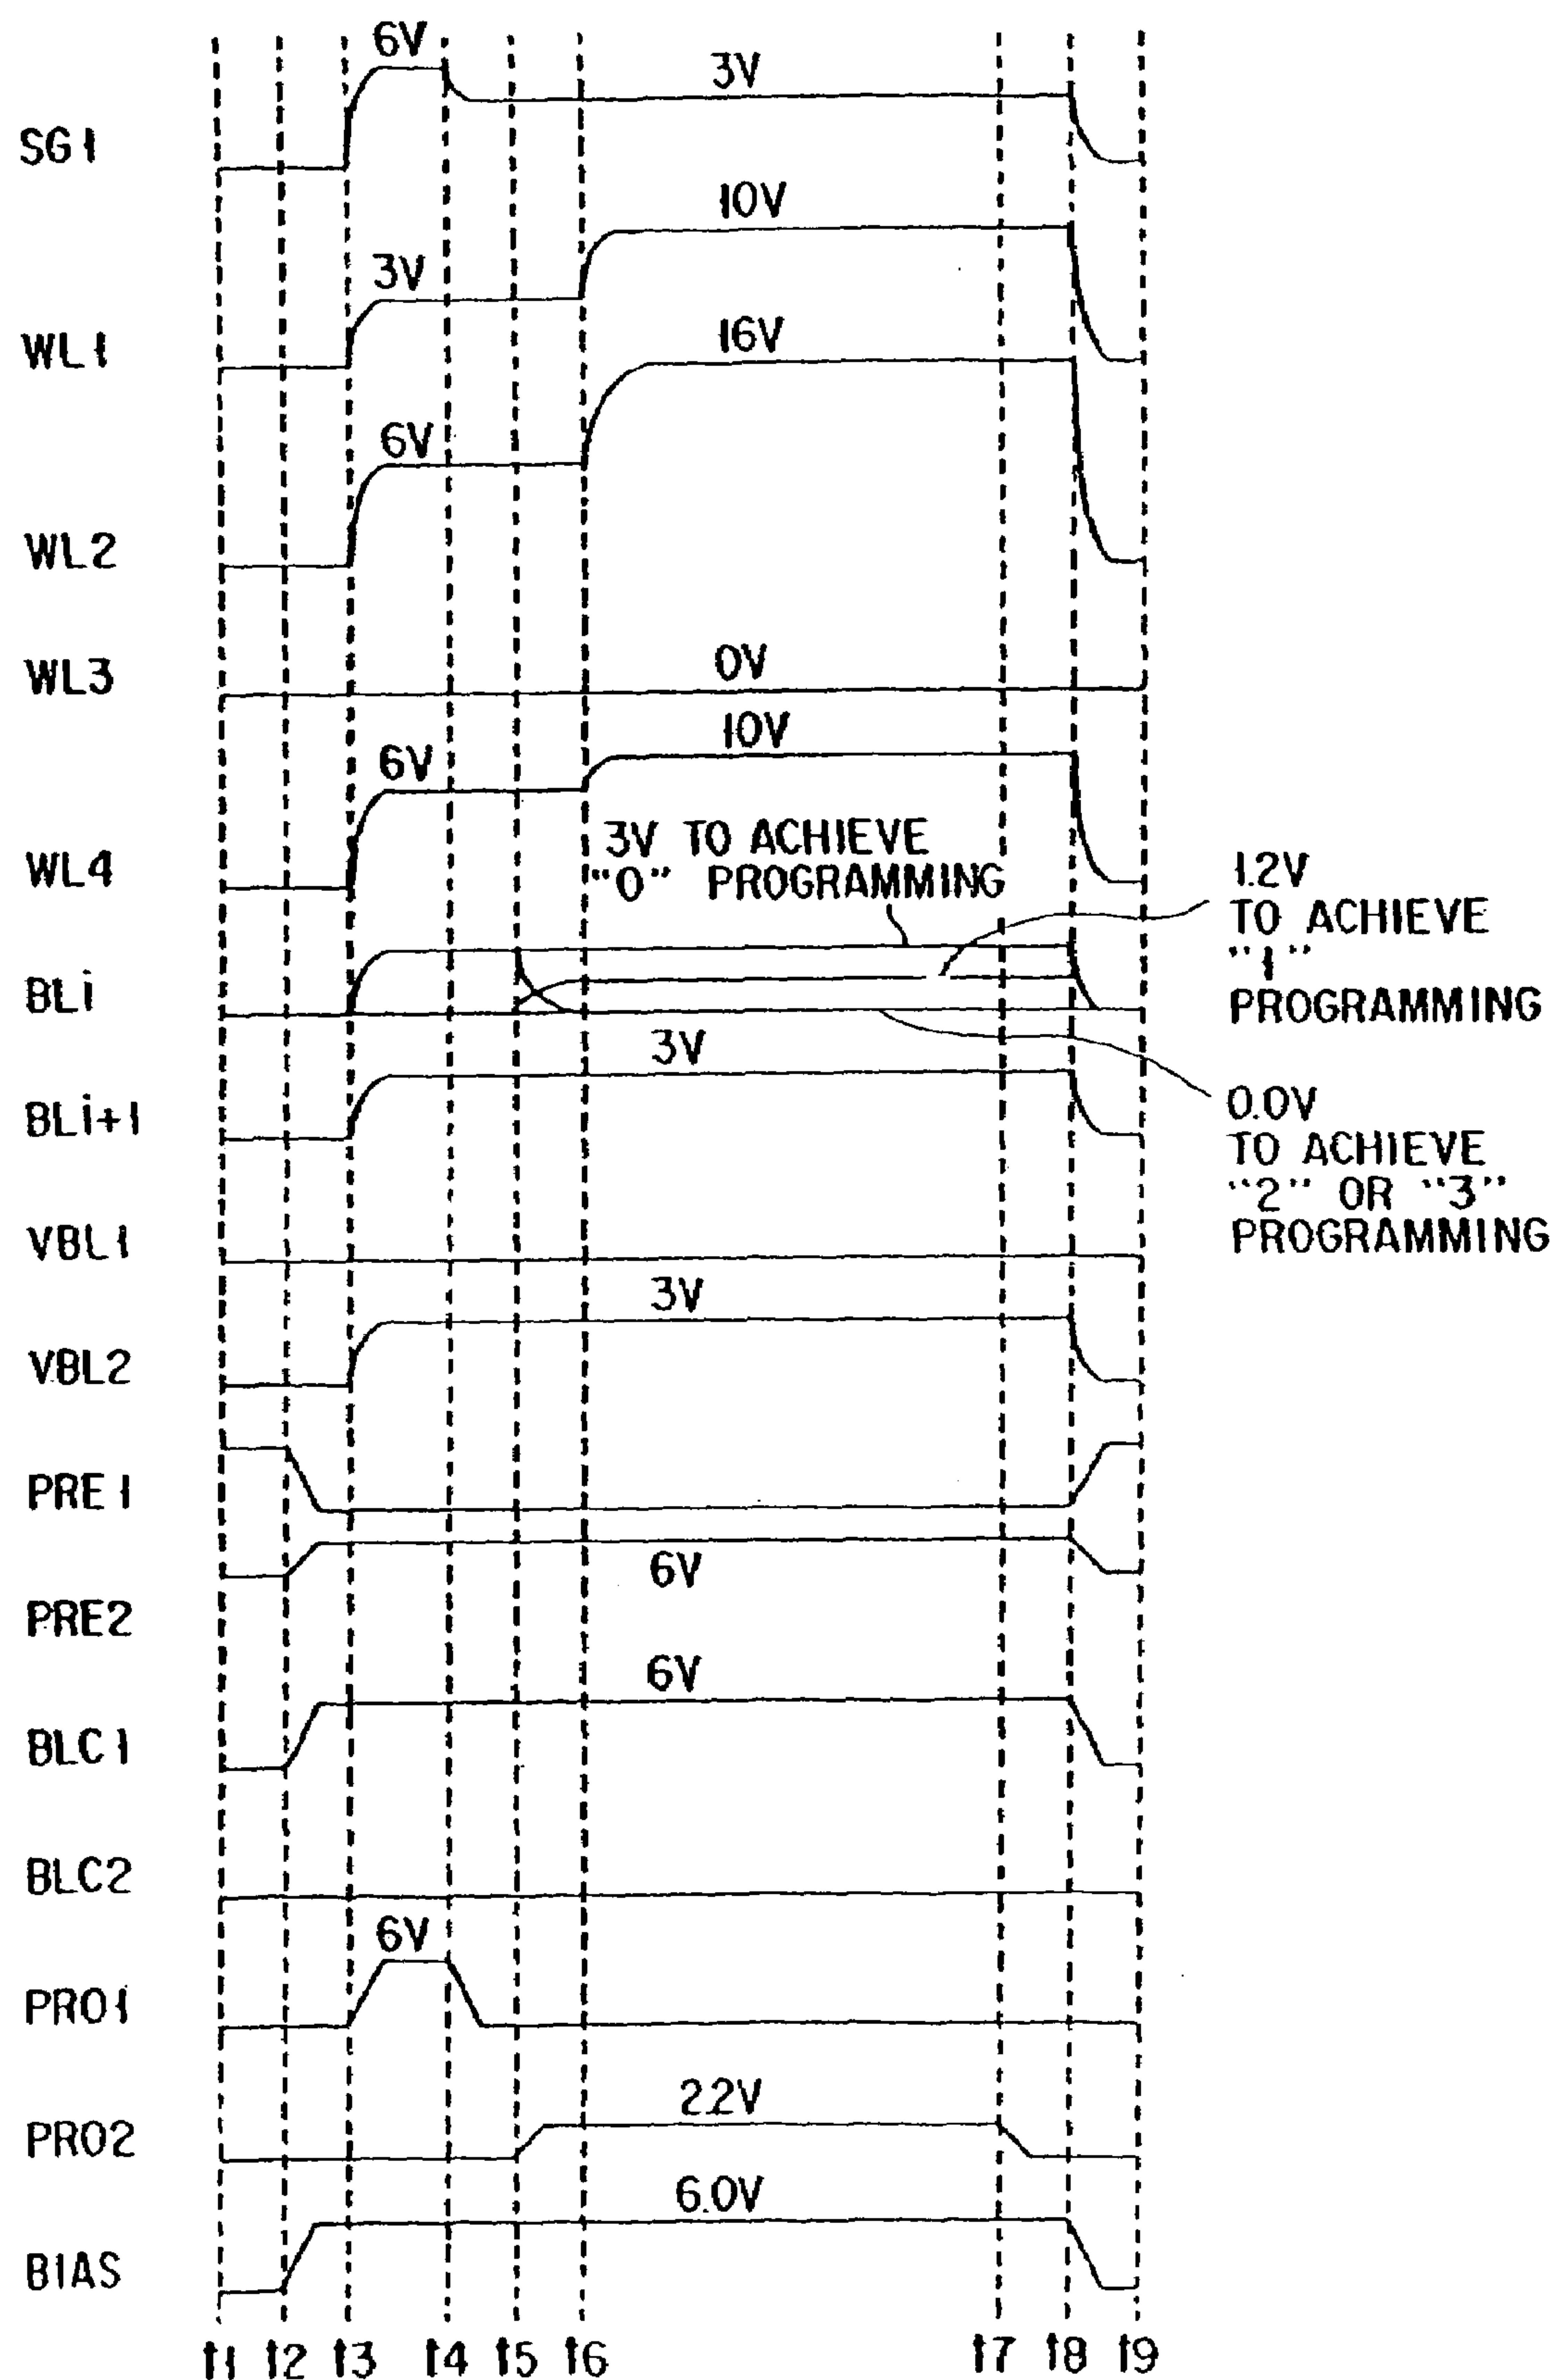 6V
3V
SG1
10V
3V
WL1
16V
6V
WL2
0V
WL3
10V
6V
WL4
3V TO ACHIEVE
"0" PROGRAMMING
1.2V
TO ACHIEVE
"1"
PROGRAMMING
BLi
3V
BLi+1
0.0V
TO ACHIEVE
"2" OR "3"
PROGRAMMING
VBL1
3V
VBL2
PRE1
6V
PRE2
6V
BLC1
BLC2
6V
PRO1
2.2V
PRO2
6.0V
BIAS
t1 t2 t3 t4 t5 t6 t7 t8 t9